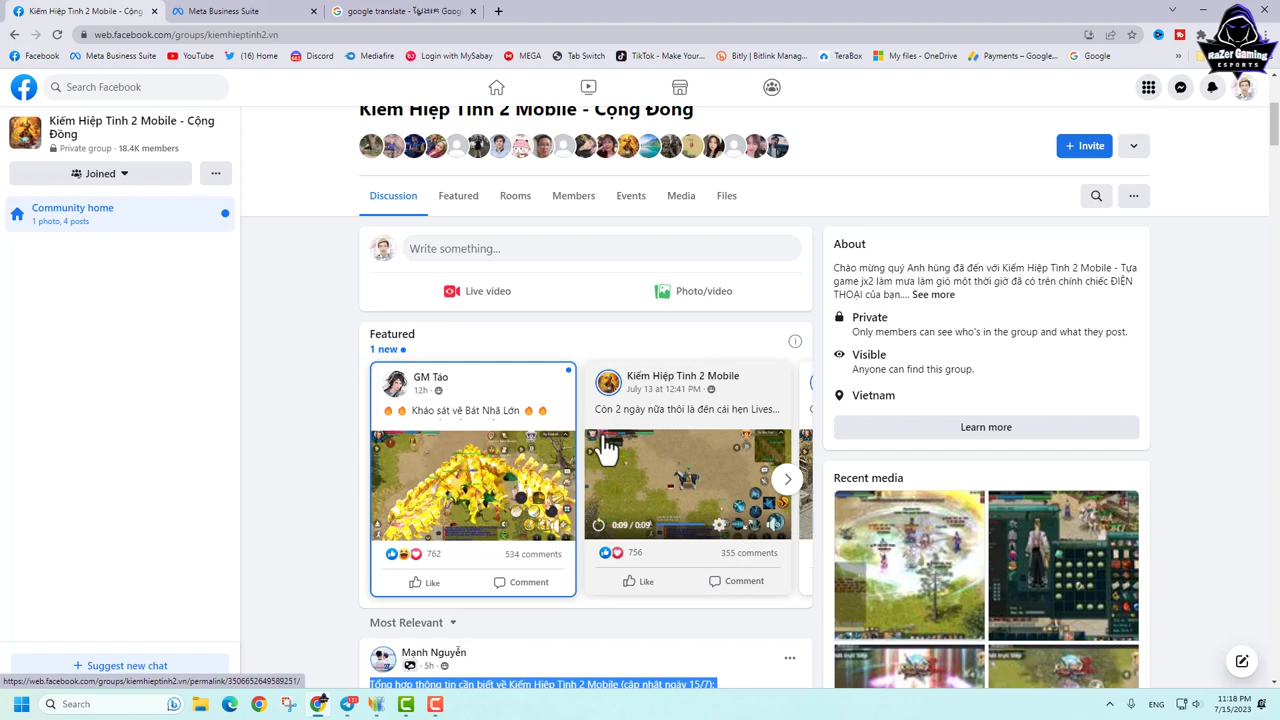 Kiếm Hiệp Tình 2 Mobile - Cộng
Meta Business Suite
google translate - Tìm trên Google
web.facebook.com/groups/kiemhieptinh2.vn
Facebook
Web
YouTube
Home
Discord
Mediafire
Login with MySabay
MEGA
Tab Switch
TikTok - Make Your...
Bitly | Bitlink Manag...
TeraBox
My files - OneDrive
Payments – Google...
Google
RaZer Gaming
ESPORTS
Search Facebook
Kiếm Hiệp Tình 2 Mobile - Cộng
Đồng
Private group · 18.4K members
Joined
Community home
1 photo, 4 posts
Suggest new chat
Kiếm Hiệp Tình 2 Mobile - Cộng Đồng
Invite
Discussion
Featured
Rooms
Members
Events
Media
Files
Write something...
Live video
Photo/video
Featured
1 new
GM Táo
12h ·
Khảo sát về Bát Nhã Lớn
762
534 comments
Like
Comment
Kiếm Hiệp Tình 2 Mobile
July 13 at 12:41 PM ·
Còn 2 ngày nữa thôi là đến cái hẹn Lives...
0:09 / 0:09
756
355 comments
Like
Comment
Most Relevant
Mạnh Nguyễn
5h ·
Tổng hợp thông tin cần biết về Kiếm Hiệp Tình 2 Mobile (cập nhật ngày 15/7):
About
Chào mừng quý Anh hùng đã đến với Kiếm Hiệp Tình 2 Mobile - Tựa
game jx2 làm mưa làm gió một thời giờ đã có trên chính chiếc ĐIỆN
THOẠI của bạn.... See more
Private
Only members can see who's in the group and what they post.
Visible
Anyone can find this group.
Vietnam
Learn more
Recent media
https://web.facebook.com/groups/kiemhieptinh2.vn/permalink/3506652649589251/
Search
ENG
11:18 PM
7/15/2023